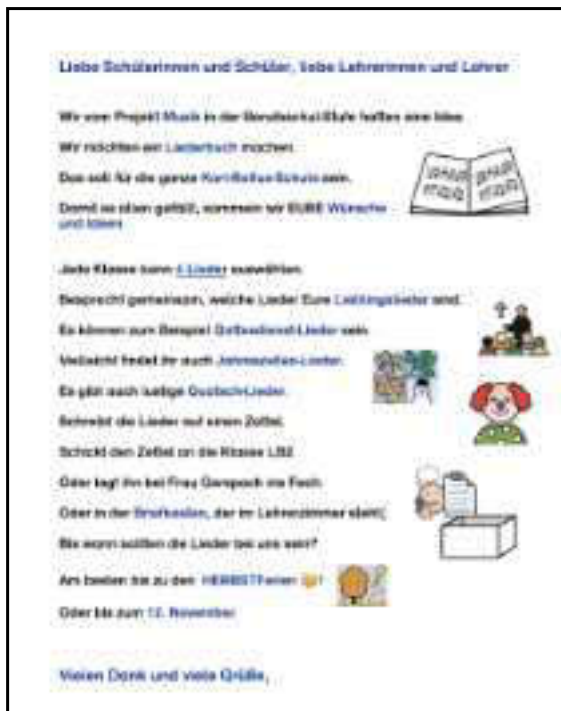 Liebe Schülerinnen und Schüler, liebe Lehrerinnen und Lehrer
Wir vom Projekt Musik in der Berufsschul-Stufe hatten eine Idee.
Wir möchten ein Liederbuch machen.
Das soll für die ganze sein.
Damit es allen gefällt, sammeln wir EURE Wünsche
und Ideen
Jede Klasse kann Lieder auswählen.
Besprecht gemeinsam, welche Lieder Eure Lieblingslieder sind.
Es können zum Beispiel Gottesdienst-Lieder sein.
Vielleicht findet ihr auch Jahreszeiten-Lieder.
Es gibt auch lustige Quatsch-Lieder.
Schreibt die Lieder auf einen Zettel.
Schickt den Zettel an die Klasse
Oder legt ihn bei Frau ins Fach.
Oder in den Briefkasten, der im Lehrerzimmer steht
Bis wann sollten die Lieder bei uns sein?
Am besten bis zu den HERBSTFerien !
Oder bis zum 12. November
Vielen Dank und viele Grüße,